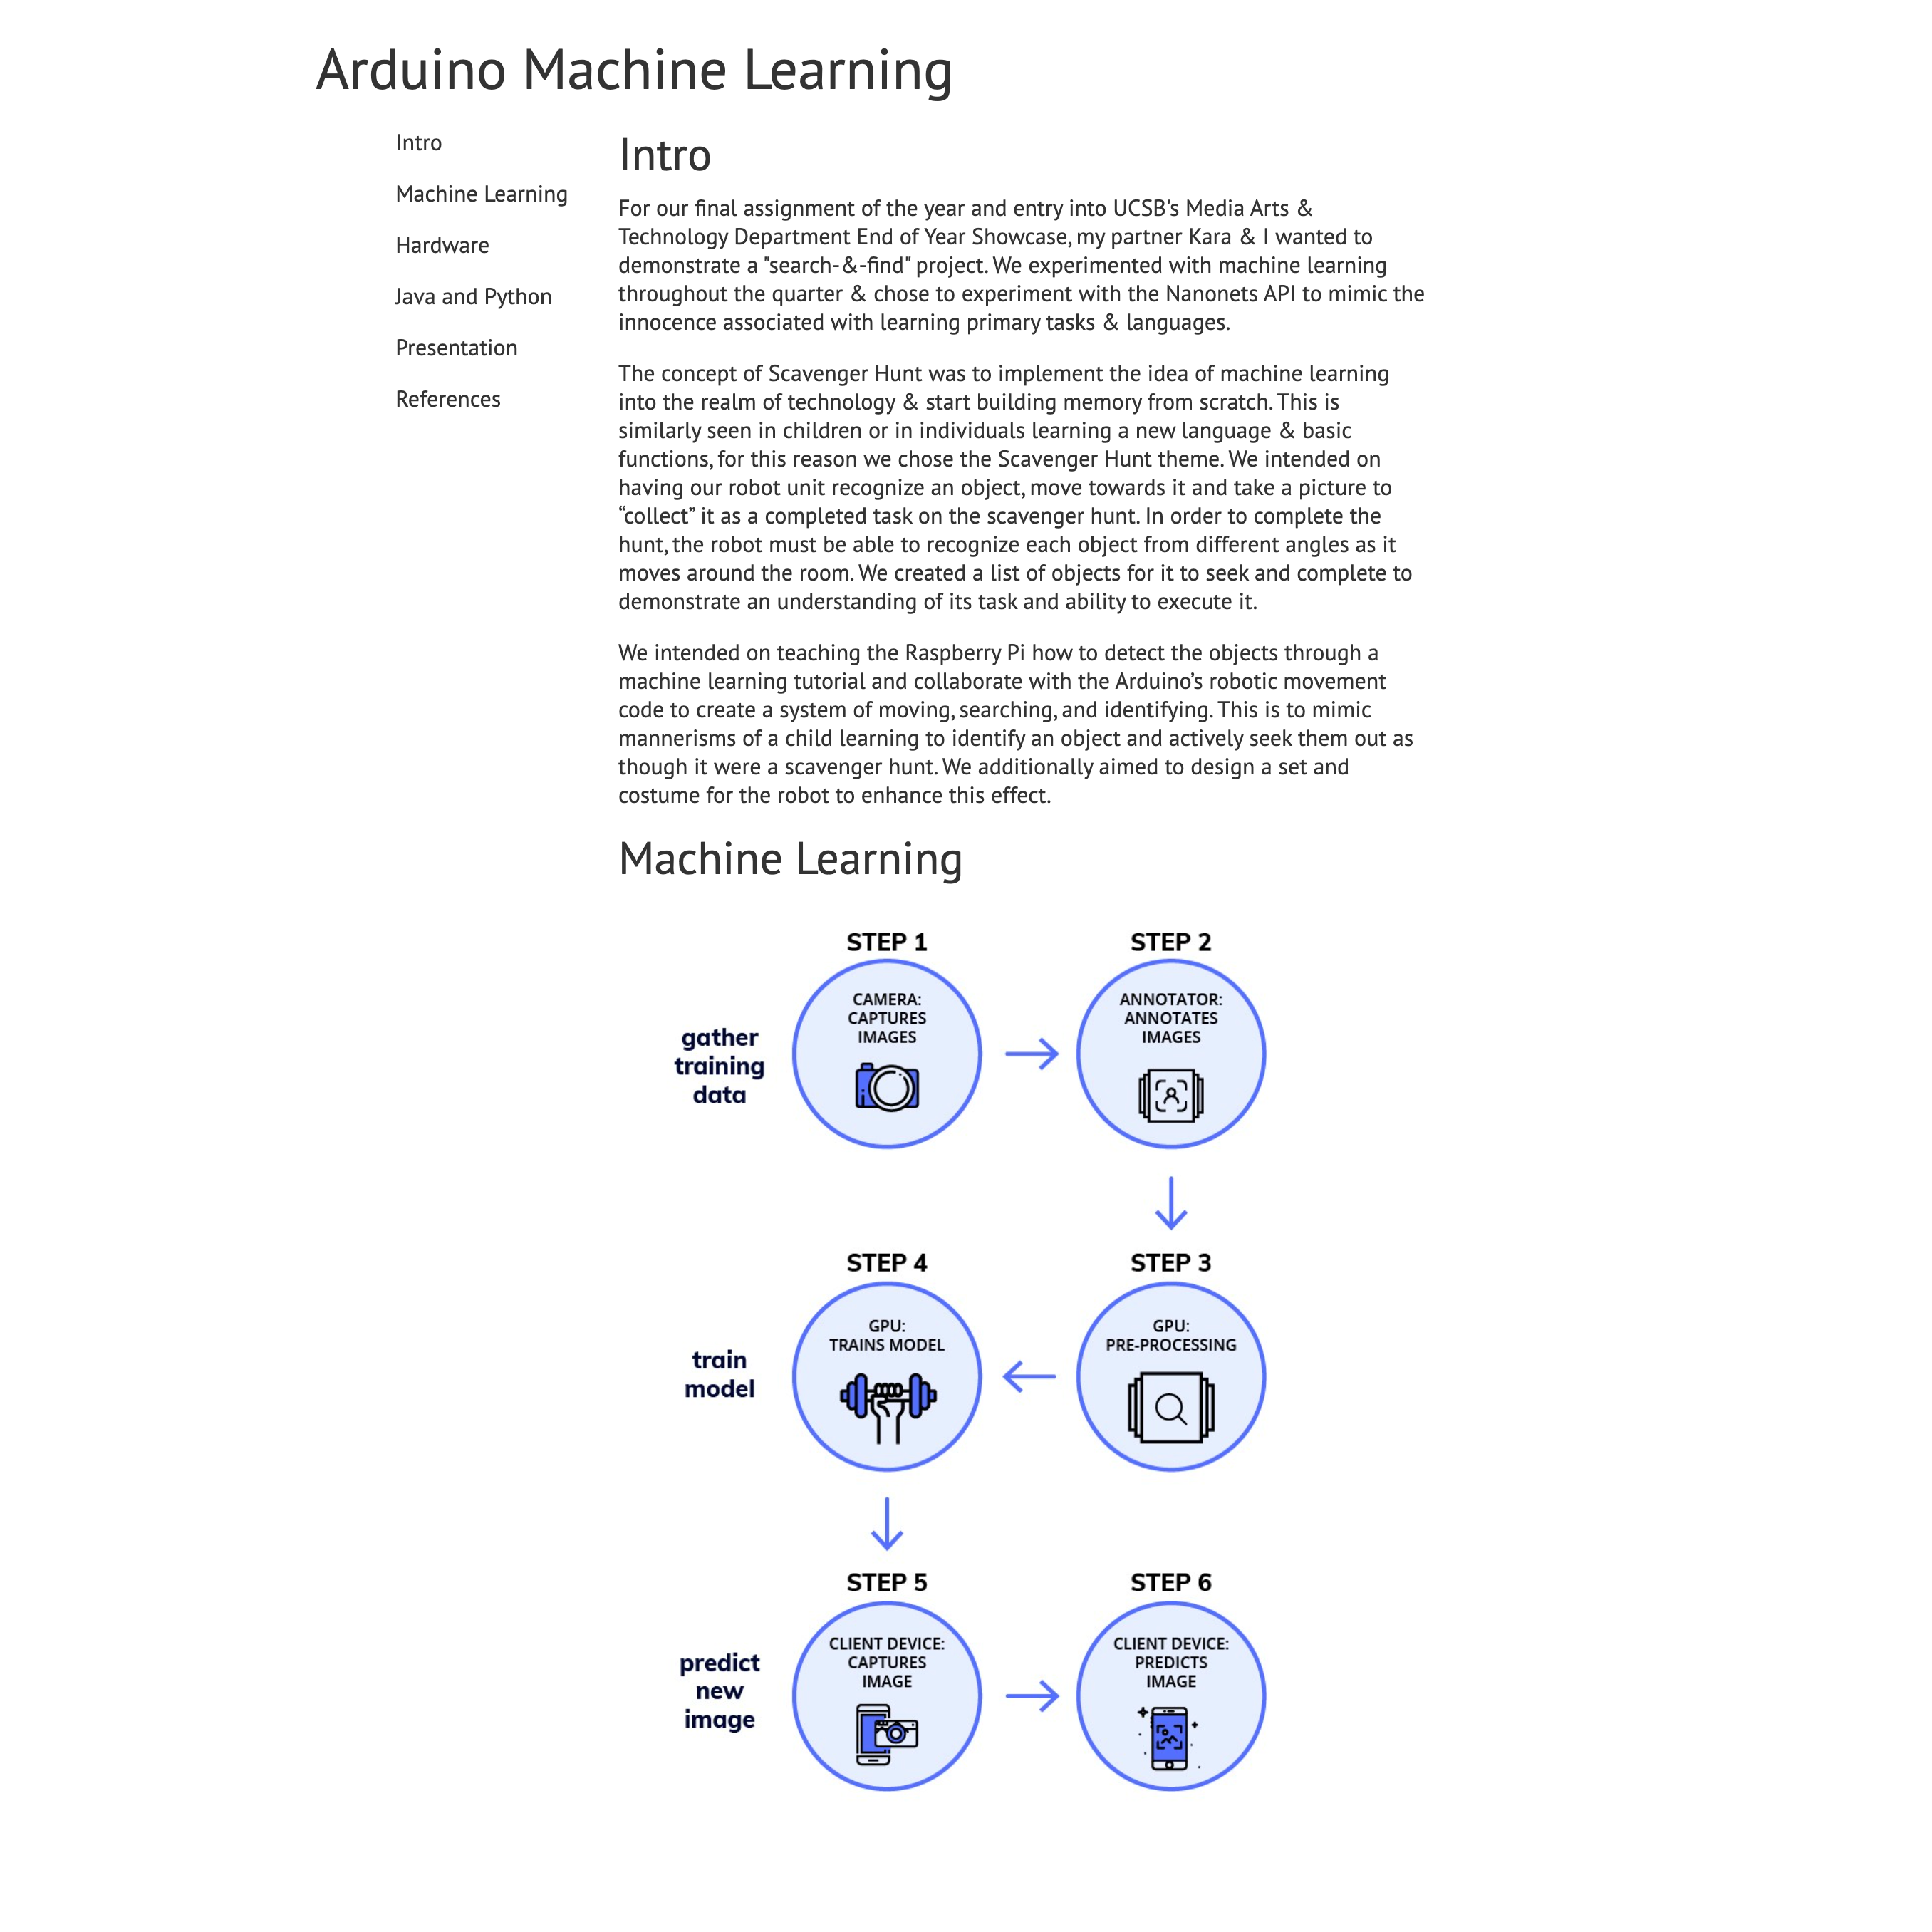 Arduino Machine Learning
Intro
Machine Learning
Hardware
Java and Python
Presentation
References
Intro
For our final assignment of the year and entry into UCSB's Media Arts &
Technology Department End of Year Showcase, my partner Kara & I wanted to
demonstrate a "search-&-find" project. We experimented with machine learning
throughout the quarter & chose to experiment with the Nanonets API to mimic the
innocence associated with learning primary tasks & languages.
The concept of Scavenger Hunt was to implement the idea of machine learning
into the realm of technology & start building memory from scratch. This is
similarly seen in children or in individuals learning a new language & basic
functions, for this reason we chose the Scavenger Hunt theme. We intended on
having our robot unit recognize an object, move towards it and take a picture to
“collect” it as a completed task on the scavenger hunt. In order to complete the
hunt, the robot must be able to recognize each object from different angles as it
moves around the room. We created a list of objects for it to seek and complete to
demonstrate an understanding of its task and ability to execute it.
We intended on teaching the Raspberry Pi how to detect the objects through a
machine learning tutorial and collaborate with the Arduino’s robotic movement
code to create a system of moving, searching, and identifying. This is to mimic
mannerisms of a child learning to identify an object and actively seek them out as
though it were a scavenger hunt. We additionally aimed to design a set and
costume for the robot to enhance this effect.
Machine Learning
gather
training
data
STEP 1
CAMERA:
CAPTURES
IMAGES
STEP 2
ANNOTATOR:
ANNOTATES
IMAGES
train
model
STEP 4
GPU:
TRAINS MODEL
STEP 3
GPU:
PRE-PROCESSING
predict
new
image
STEP 5
CLIENT DEVICE:
CAPTURES
IMAGE
STEP 6
CLIENT DEVICE:
PREDICTS
IMAGE